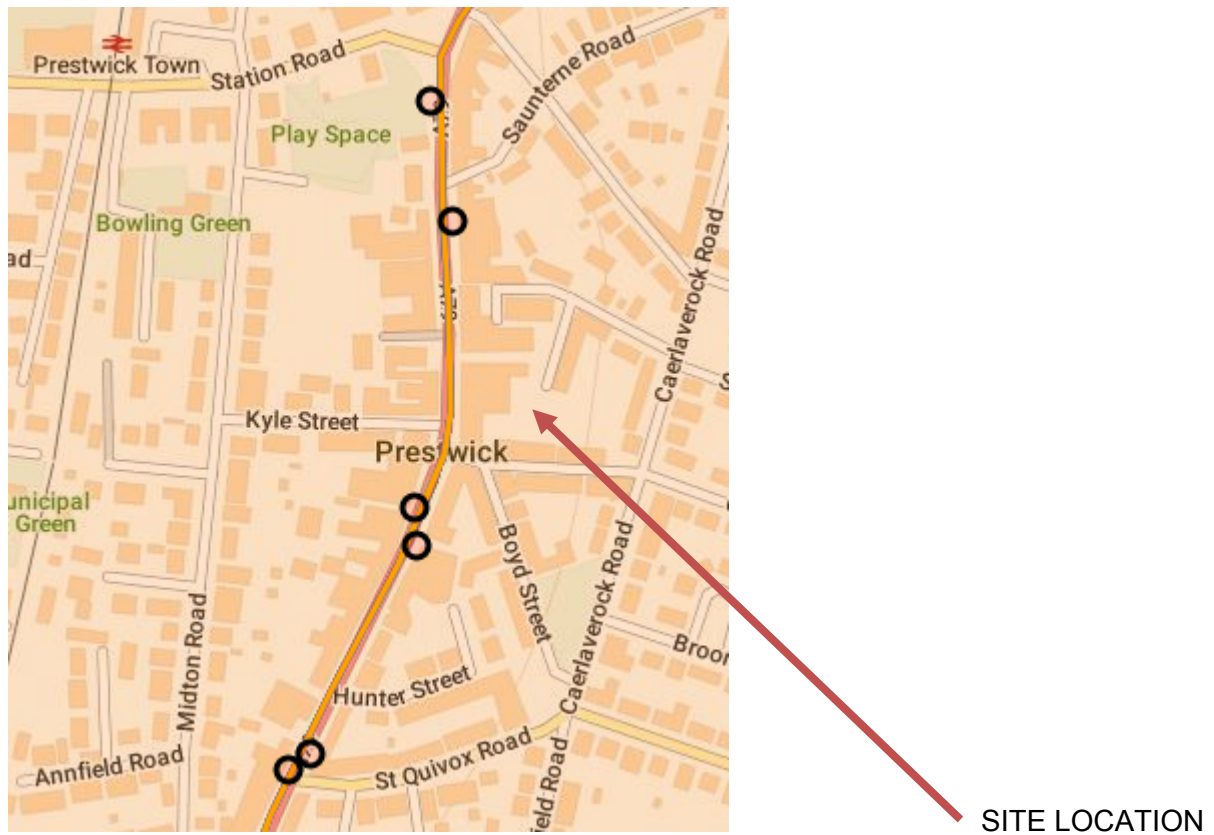 Prestwick Town
Station Road
Saunterne Road
Play Space
Bowling Green
ad
Caerlaverock Road
S
Kyle Street
Prestwick
unicipal
Green
Boyd Street
Caerlaverock Road
Midton Road
Broor
Hunter Street
Annfield Road
St Quivox Road
ield Road
SITE LOCATION